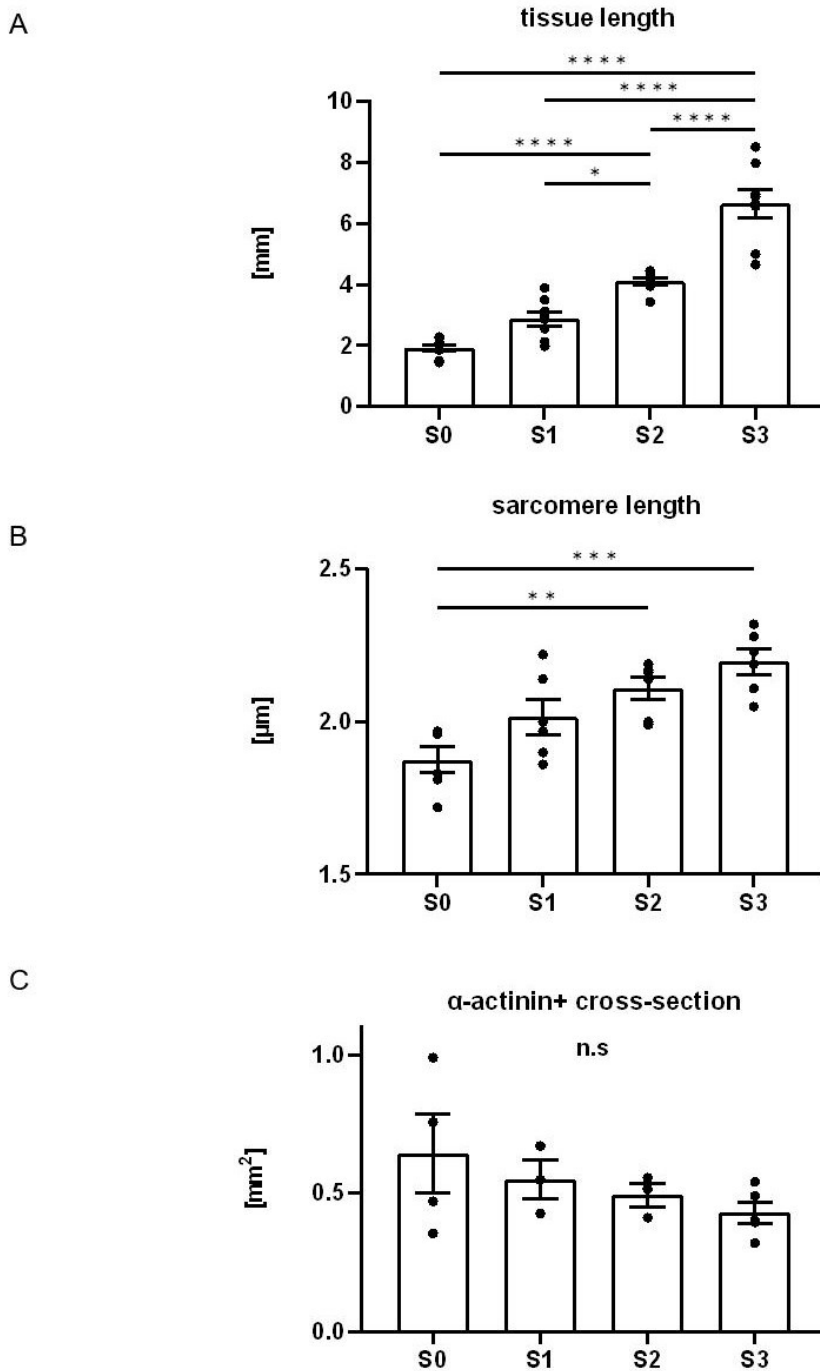 A
tissue length
****
****
****
****
*
10
8
6
4
2
0
[mm]
S0 S1 S2 S3
B
sarcomere length
***
**
2.5
2.0
1.5
[µm]
S0 S1 S2 S3
C
α-actinin+ cross-section
n.s
1.0
0.5
0.0
[mm²]
S0 S1 S2 S3